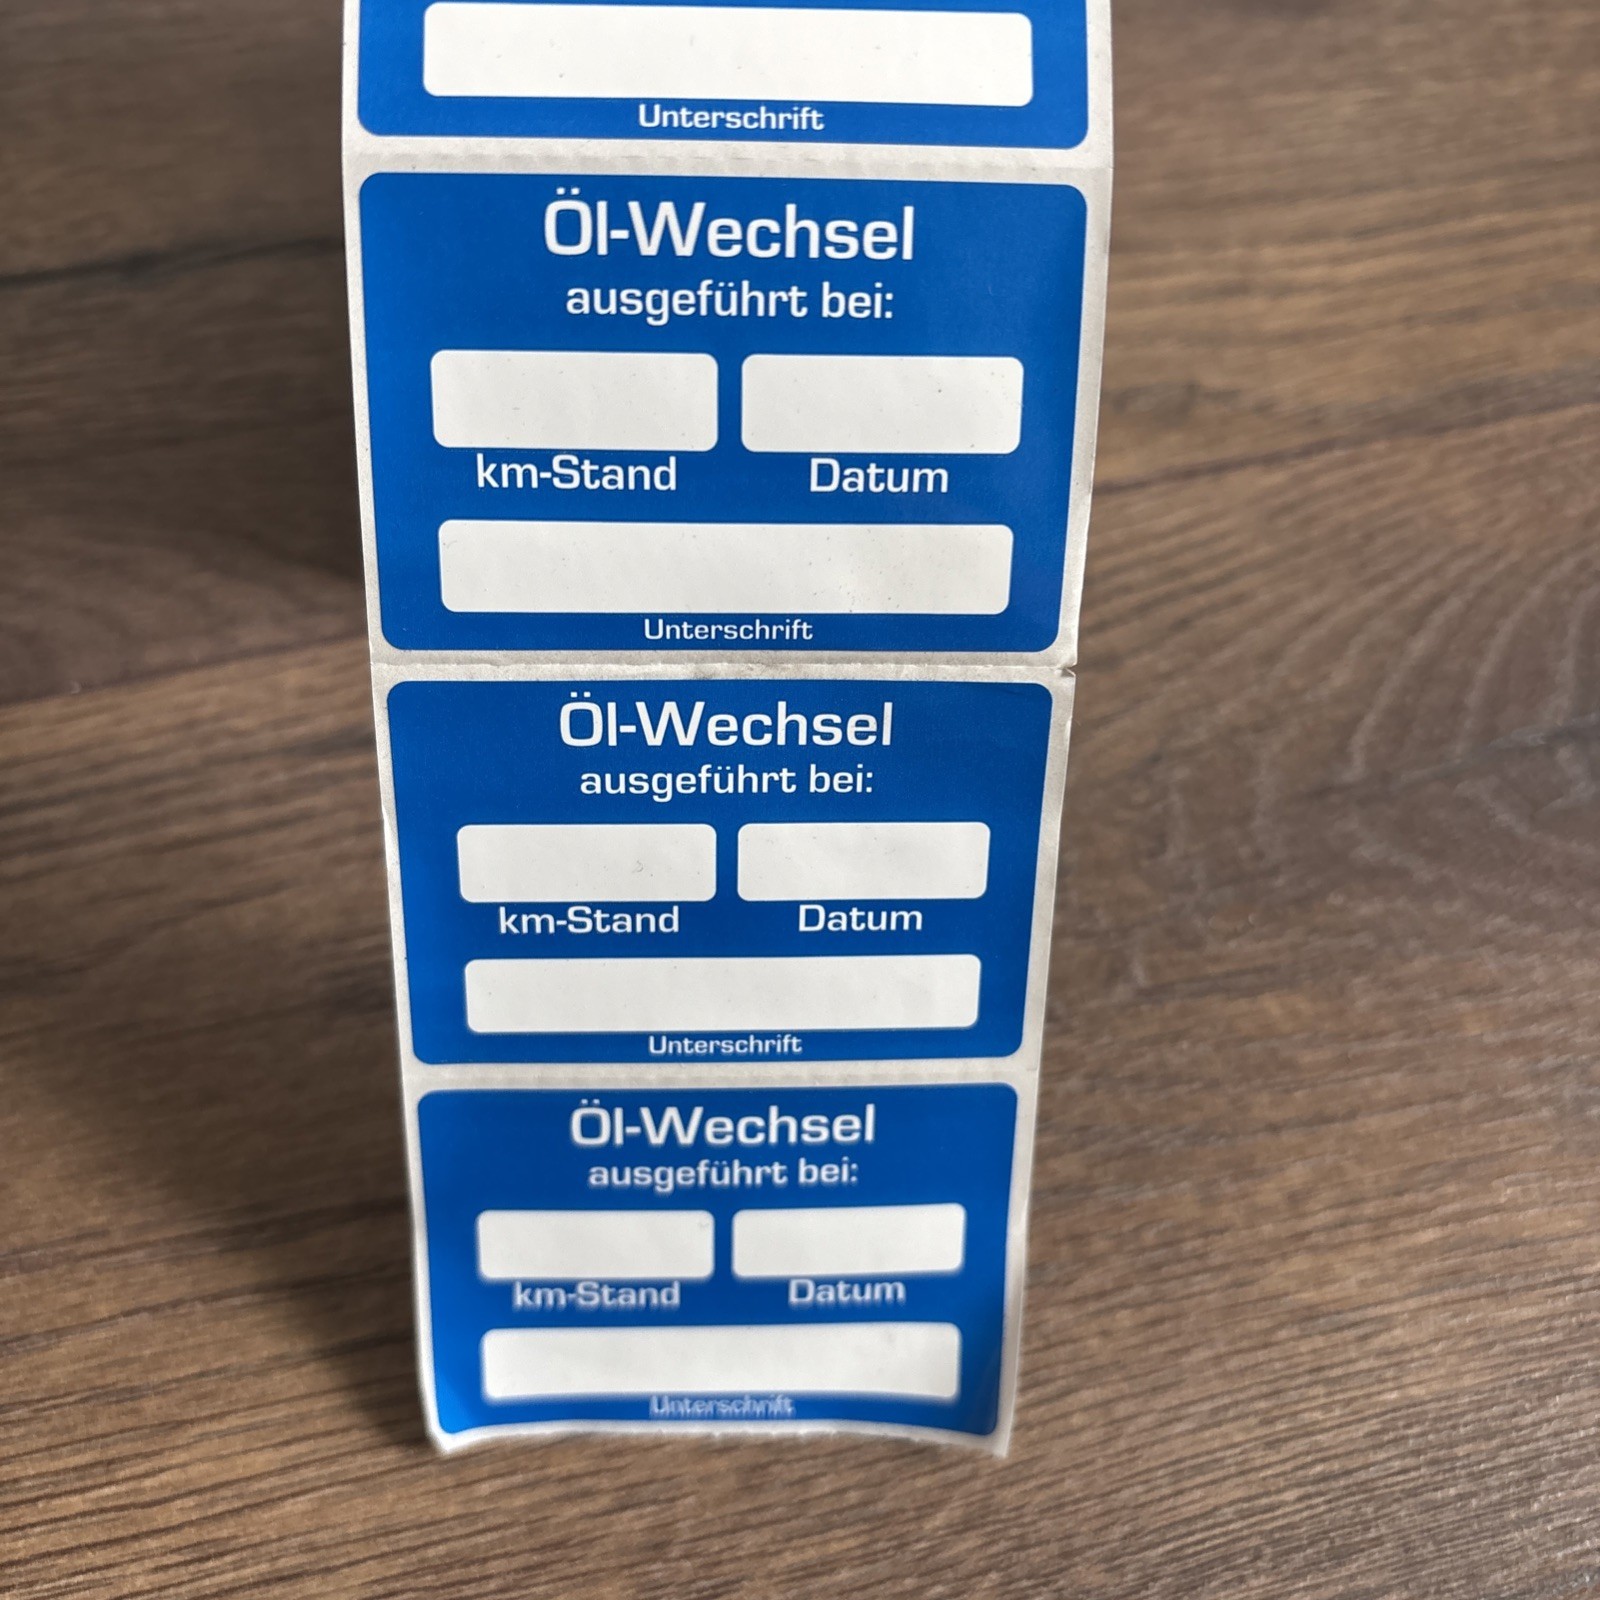 Unterschrift
Öl-Wechsel
ausgeführt bei:
km-Stand Datum
Unterschrift
Öl-Wechsel
ausgeführt bei:
km-Stand Datum
Unterschrift
Öl-Wechsel
ausgeführt bei:
km-Stand Datum
Unterschrift